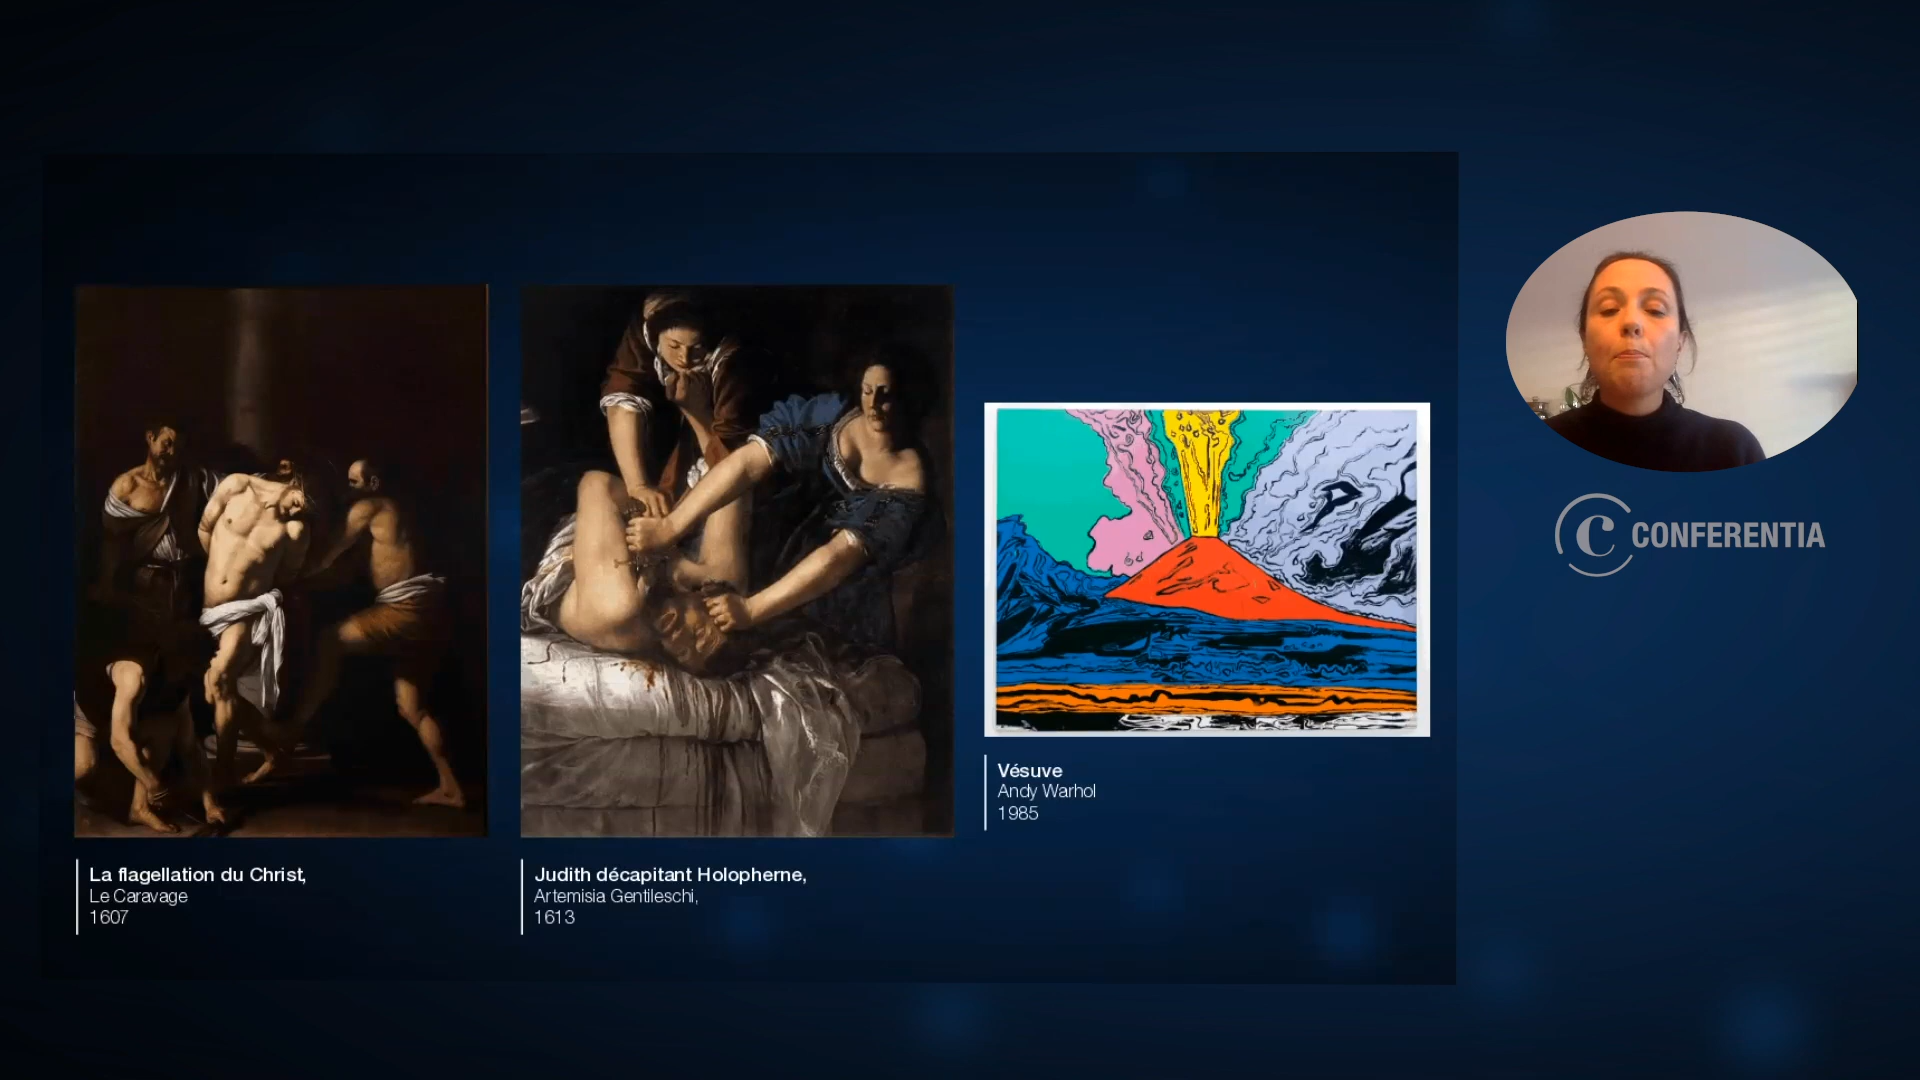 La flagellation du Christ,
Le Caravage
1607
Judith décapitant Holopherne,
Artemisia Gentileschi,
1613
Vésuve
Andy Warhol
1985
C CONFERENTIA